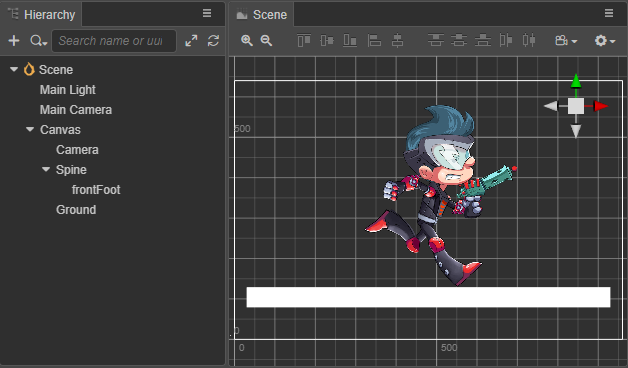 Hierarchy
Search name or uui
Scene
Main Light
Main Camera
Canvas
Camera
Spine
frontFoot
Ground
Scene
500
0
0
500